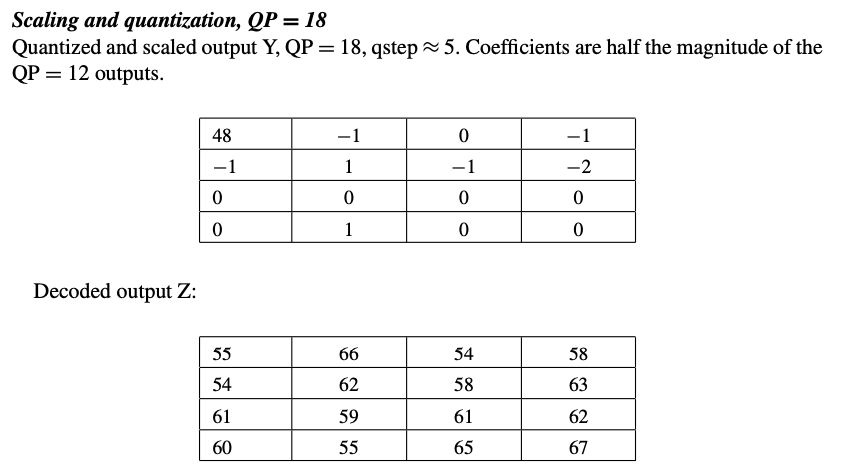 Scaling and quantization, QP = 18
Quantized and scaled output Y, QP = 18, qstep ≈ 5. Coefficients are half the magnitude of the
QP = 12 outputs.
48 −1 0 −1
−1 1 −1 −2
0 0 0 0
0 1 0 0
Decoded output Z:
55 66 54 58
54 62 58 63
61 59 61 62
60 55 65 67